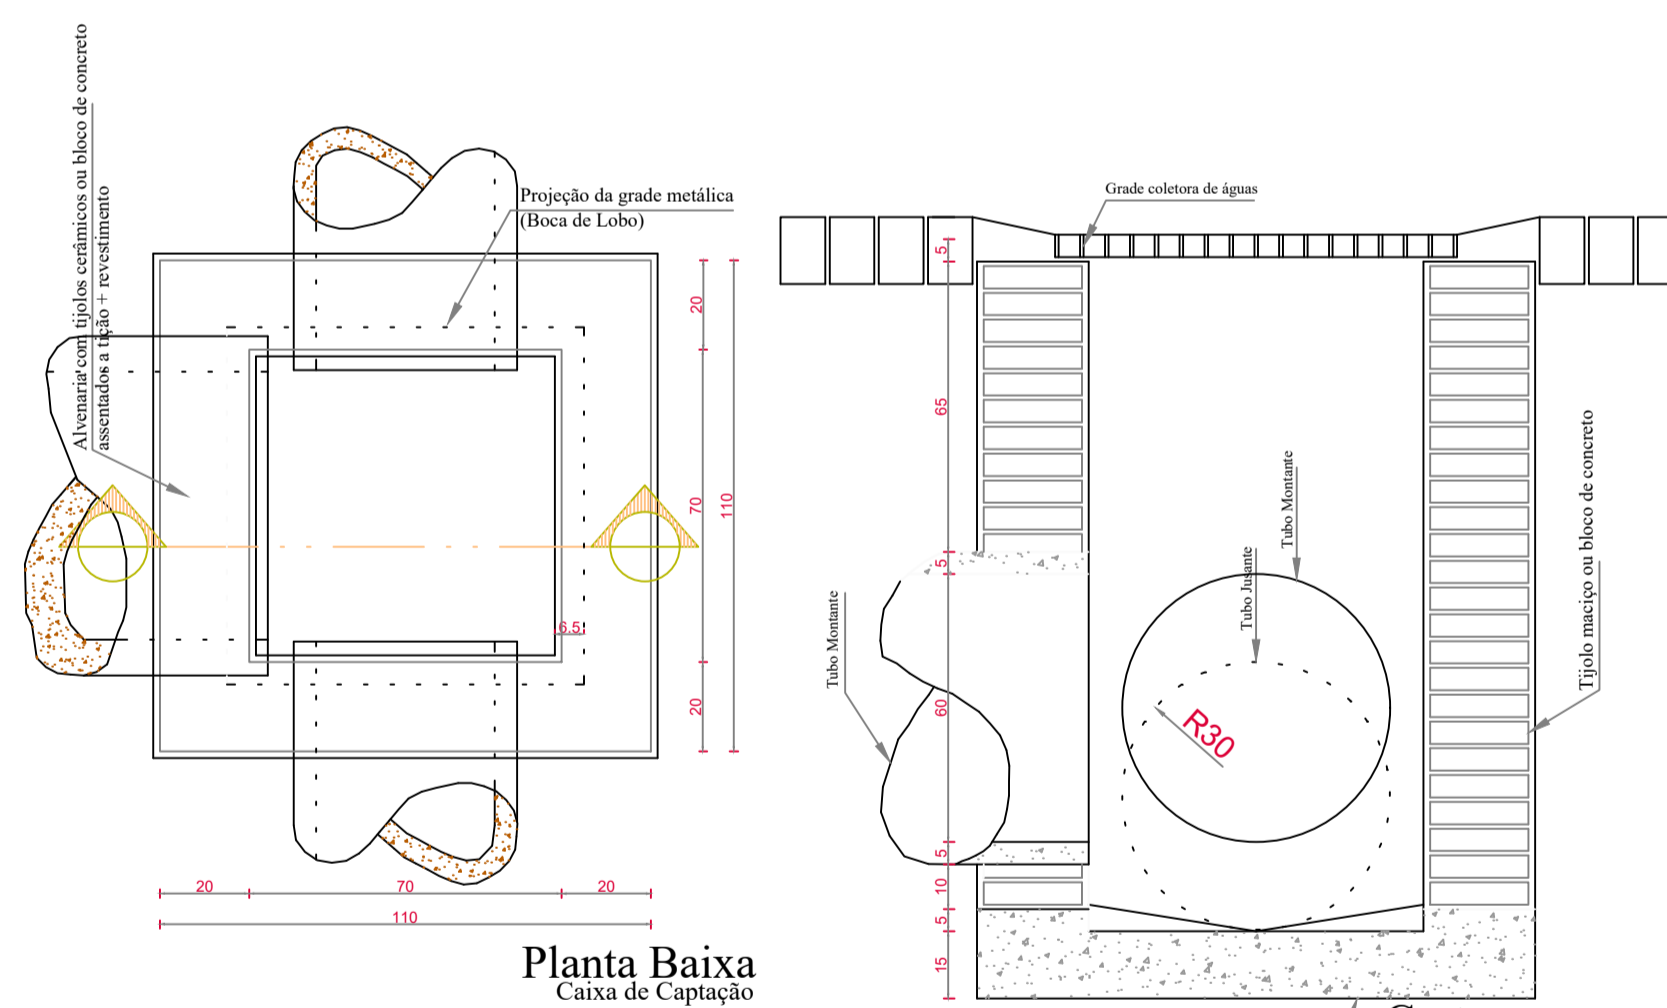 Alvenaria com tijolos cerâmicos ou bloco de concreto
assentados a tição + revestimento
Projeção da grade metálica
(Boca de Lobo)
20
70
20
110
6.5
20
70
20
110
Planta Baixa
Caixa de Captação
Grade coletora de águas
5
65
5
60
5
10
5
15
Tubo Montante
Tubo Montante
Tubo Jusante
R30
Tijolo maciço ou bloco de concreto